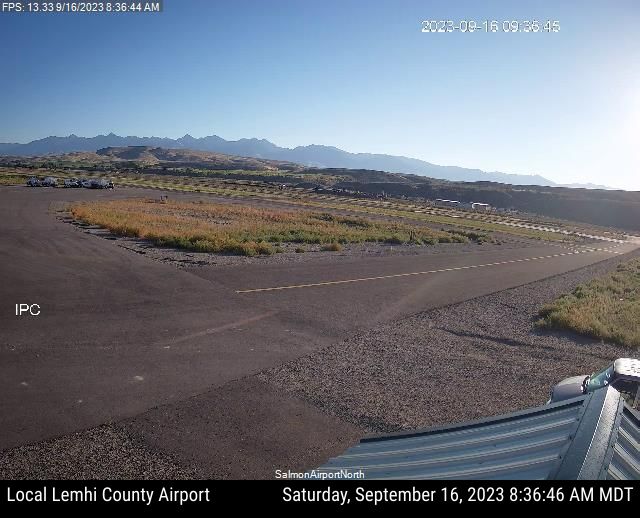 FPS: 13.33 9/16/2023 8:36:44 AM
2023-09-16 09:36:45
IPC
SalmonAirportNorth
Local Lemhi County Airport Saturday, September 16, 2023 8:36:46 AM MDT